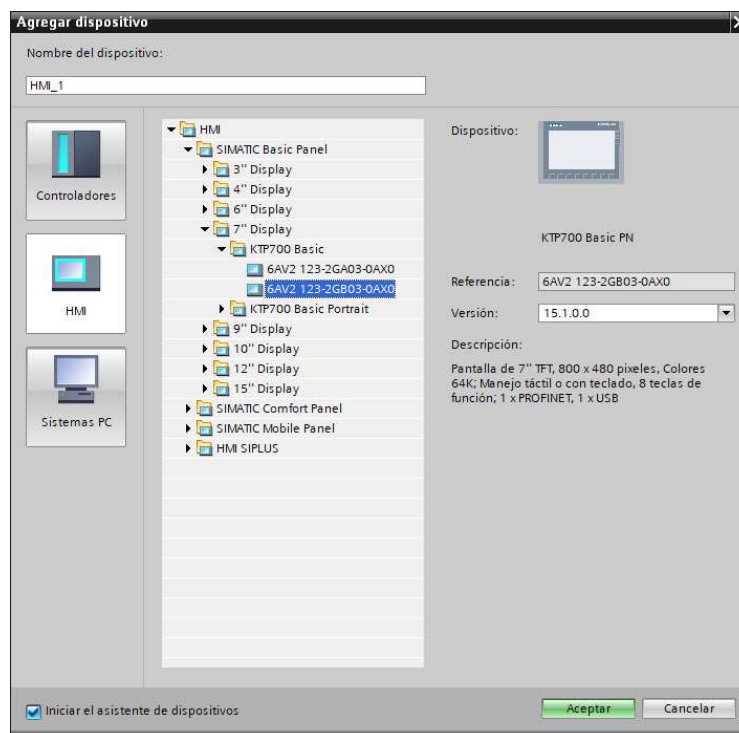 Agregar dispositivo
Nombre del dispositivo:
HMI_1
Controladores
HMI
Sistemas PC
HMI
SIMATIC Basic Panel
3'' Display
4'' Display
6'' Display
7'' Display
KTP700 Basic
6AV2 123-2GA03-0AX0
6AV2 123-2GB03-0AX0
KTP700 Basic Portrait
9'' Display
10'' Display
12'' Display
15'' Display
SIMATIC Comfort Panel
SIMATIC Mobile Panel
HMI SIPLUS
Dispositivo:
KTP700 Basic PN
Referencia: 6AV2 123-2GB03-0AX0
Versión: 15.1.0.0
Descripción:
Pantalla de 7'' TFT, 800 x 480 pixeles, Colores
64K; Manejo táctil o con teclado, 8 teclas de
función; 1 x PROFINET, 1 x USB
Iniciar el asistente de dispositivos
Aceptar Cancelar